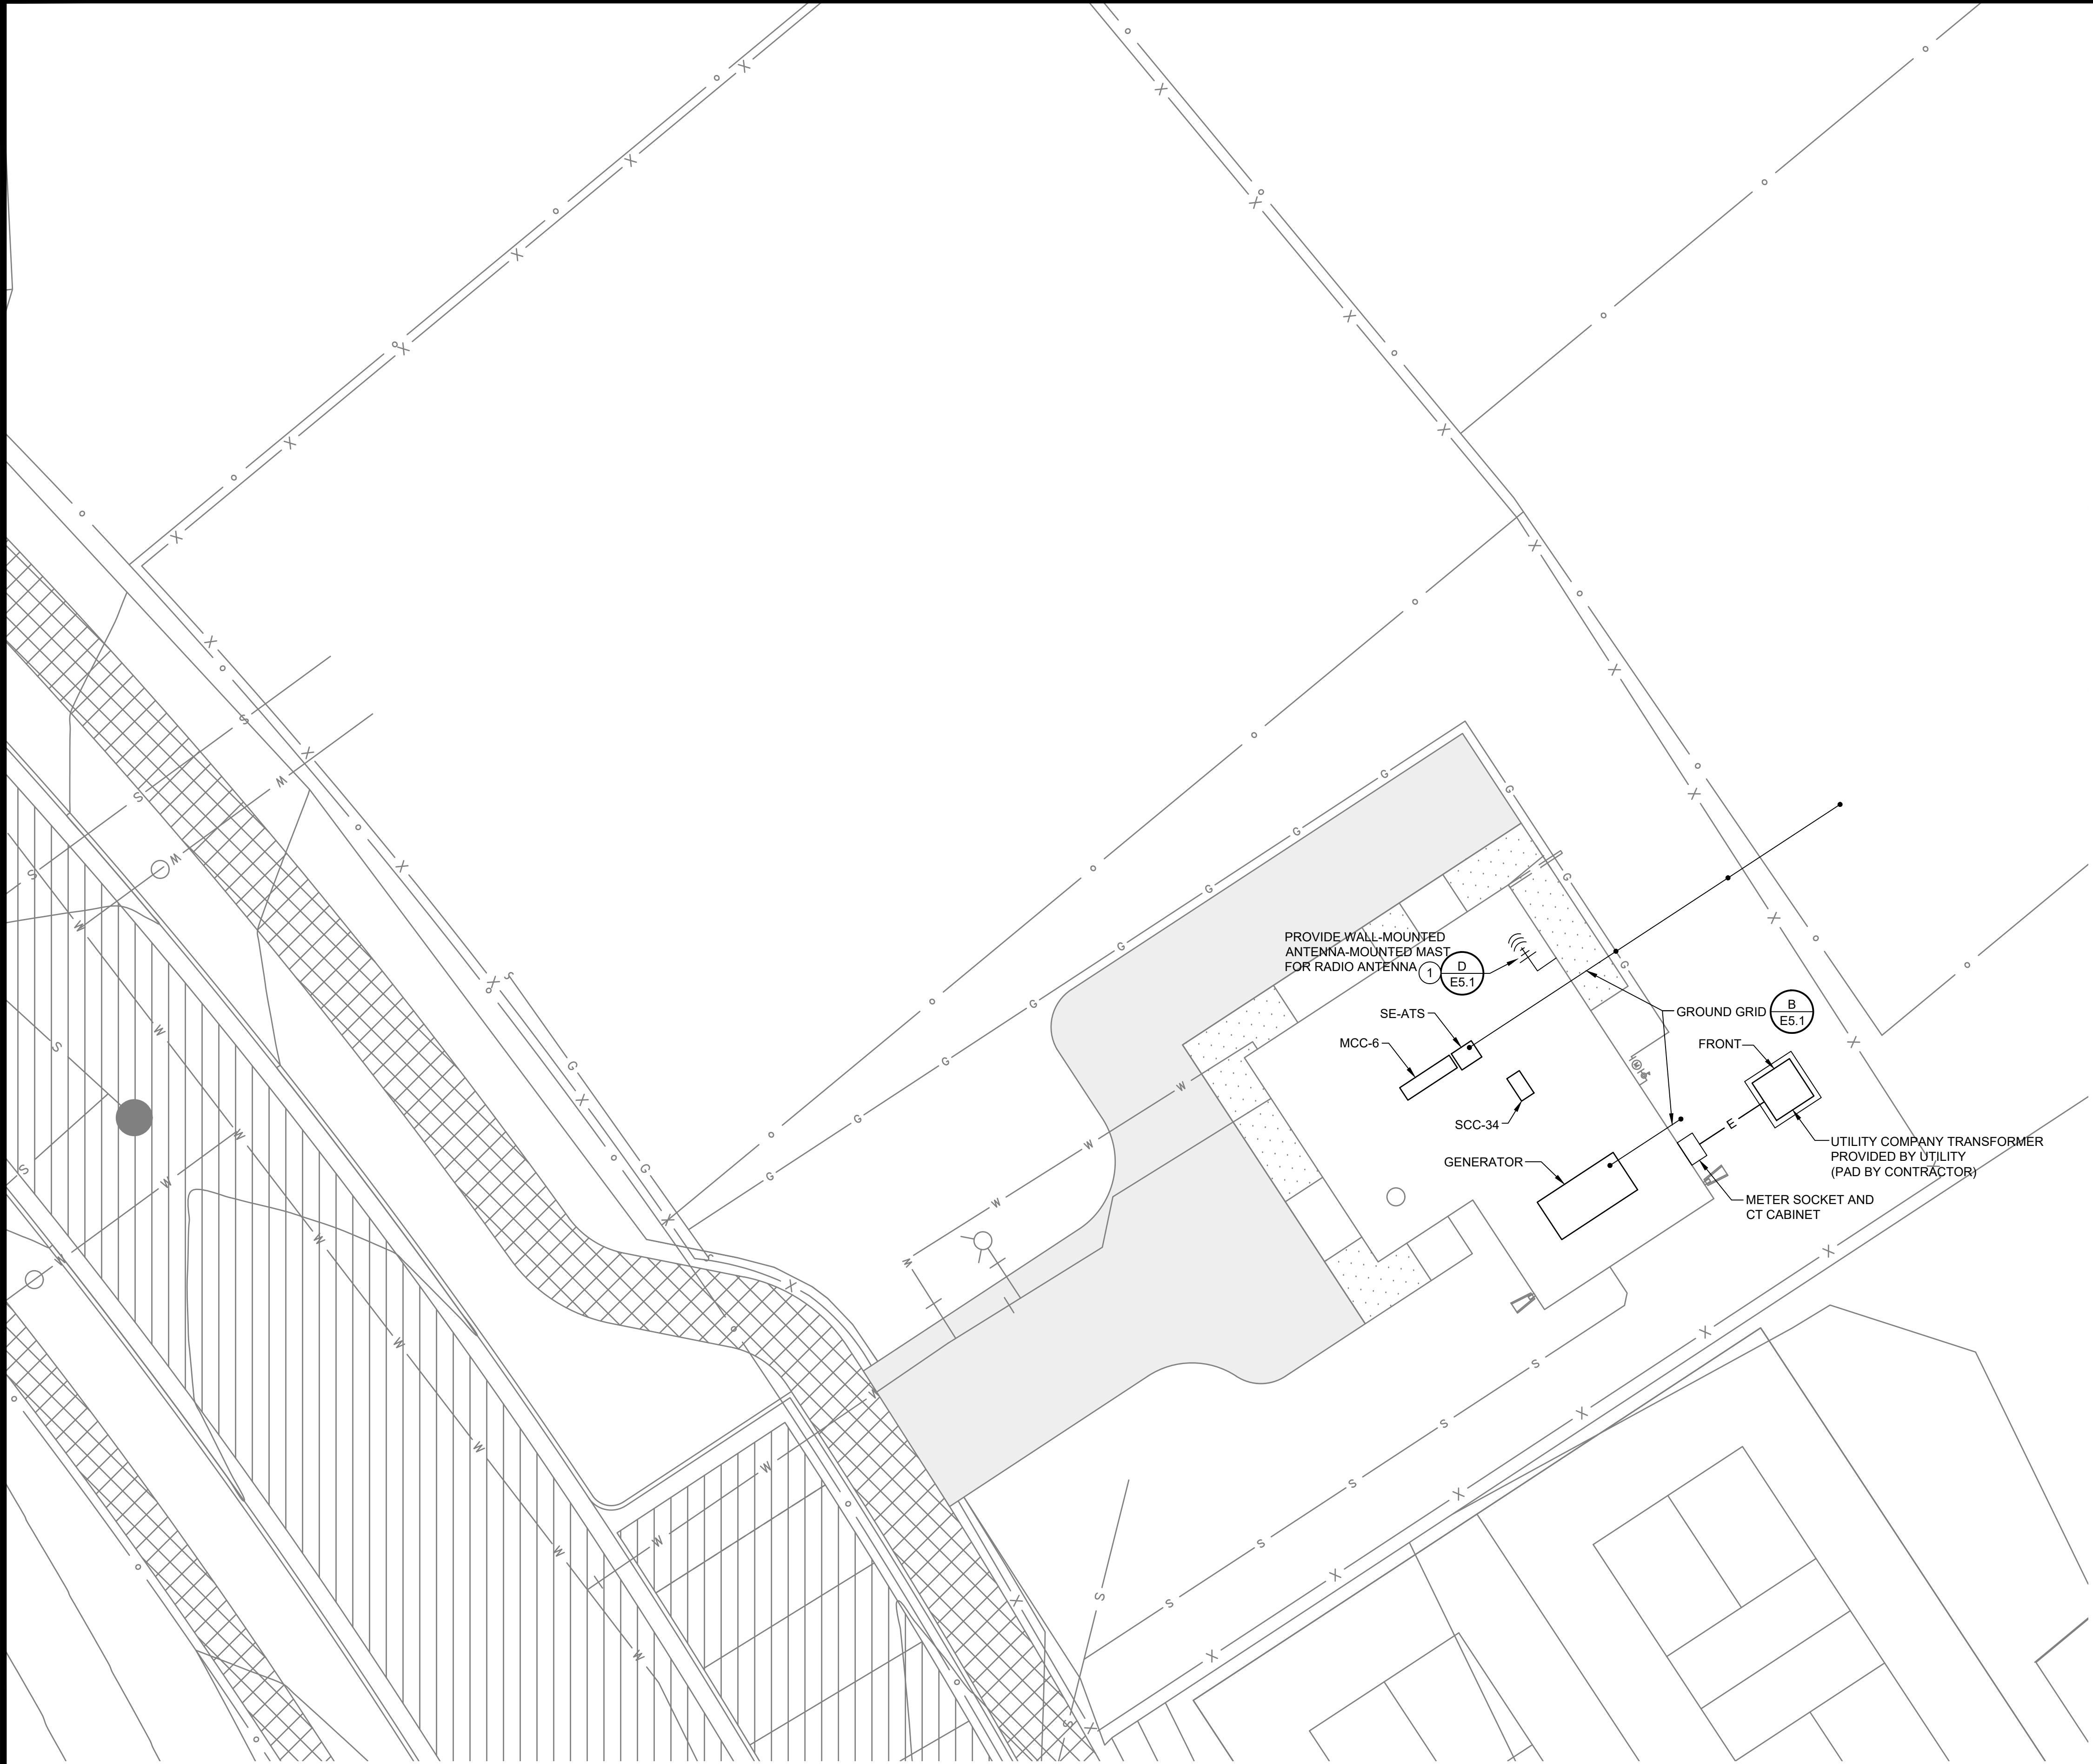 PROVIDE WALL-MOUNTED
ANTENNA-MOUNTED MAST
FOR RADIO ANTENNA
1
D
E5.1
SE-ATS
MCC-6
SCC-34
GENERATOR
GROUND GRID
B
E5.1
FRONT
E
UTILITY COMPANY TRANSFORMER
PROVIDED BY UTILITY
(PAD BY CONTRACTOR)
METER SOCKET AND
CT CABINET